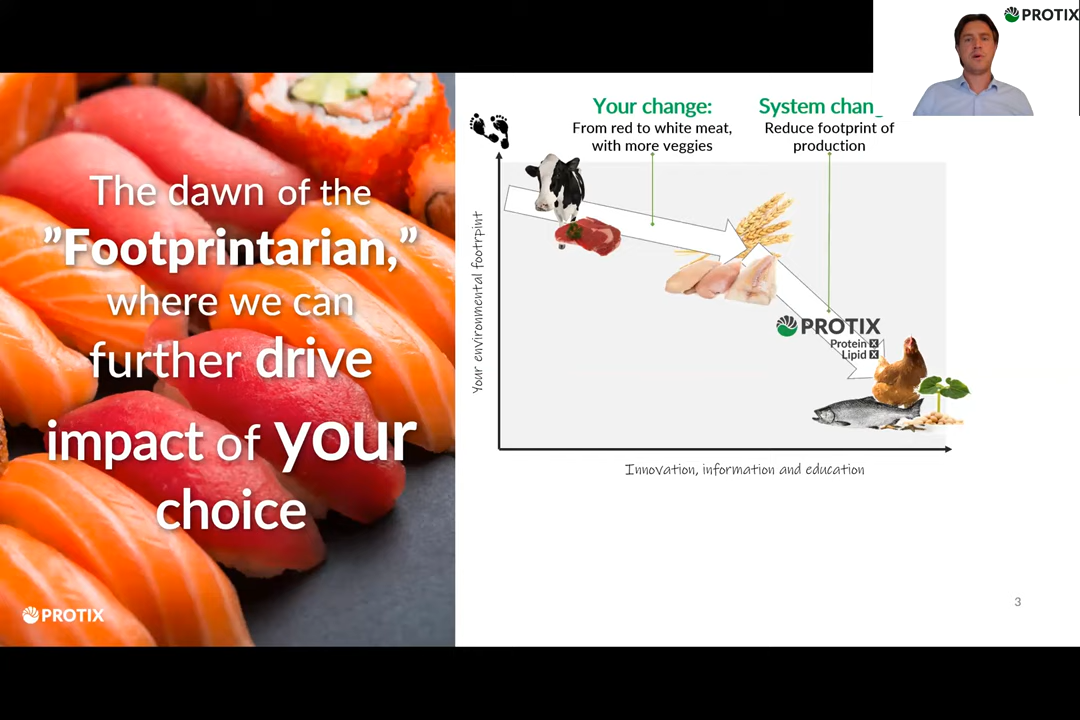 PROTIX
The dawn of the
”Footprintarian,”
where we can
further drive
impact of your
choice
PROTIX
Your change:
From red to white meat,
with more veggies
System chan
Reduce footprint of
production
Your environmental footrpint
PROTIX
Protein X
Lipid X
Innovation, information and education
3